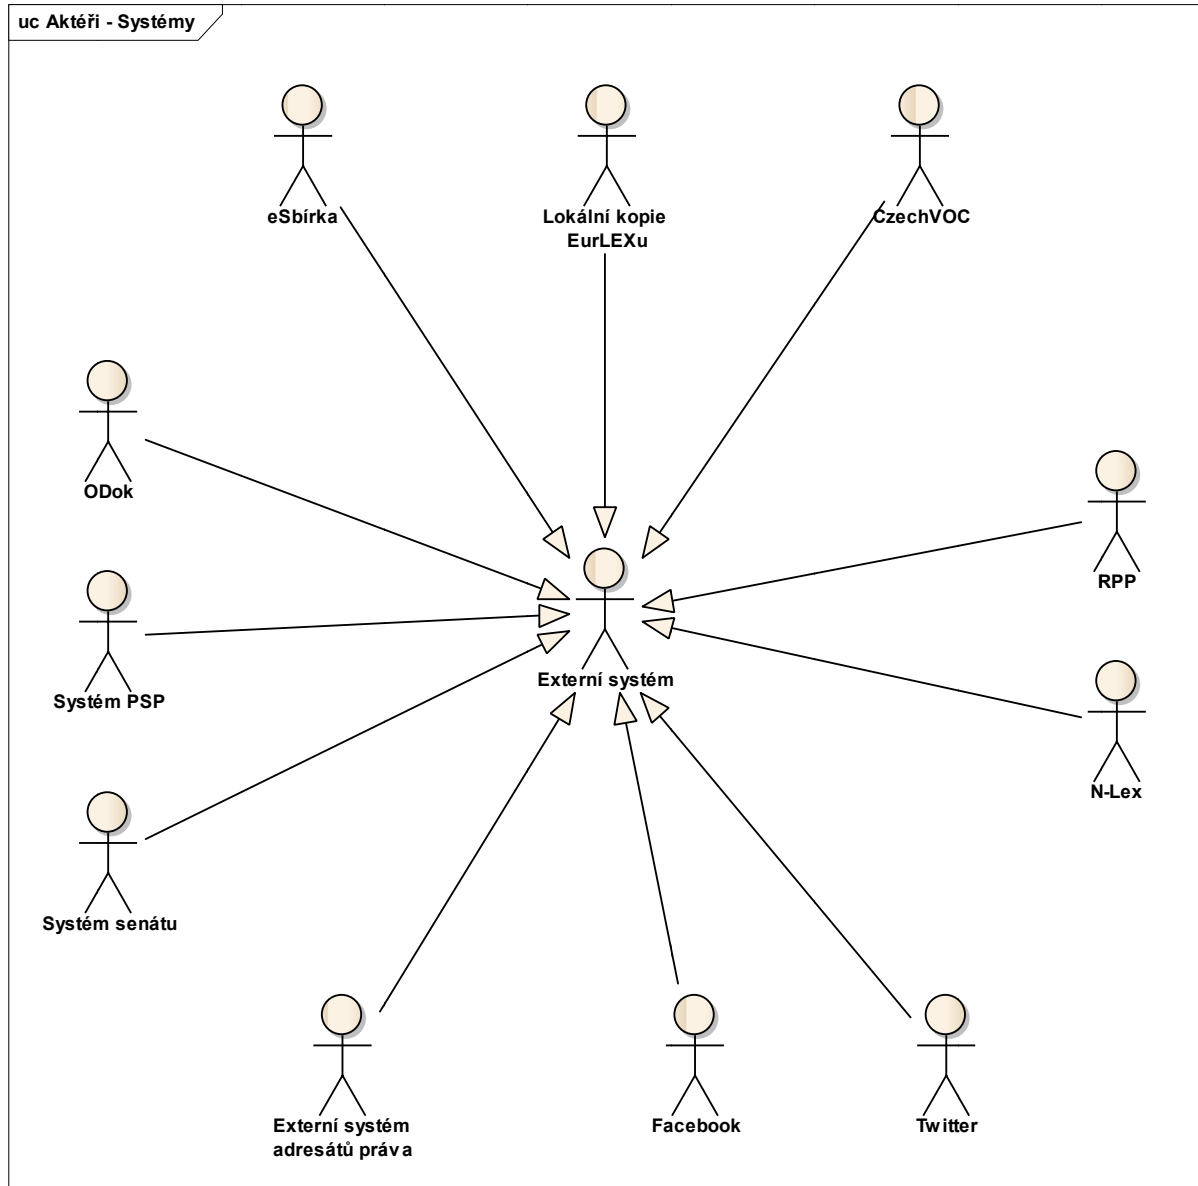 uc Aktéři - Systémy
eSbírka
Lokální kopie
EurLEXu
CzechVOC
ODok
RPP
Systém PSP
Externí systém
N-Lex
Systém senátu
Externí systém
adresátů práva
Facebook
Twitter